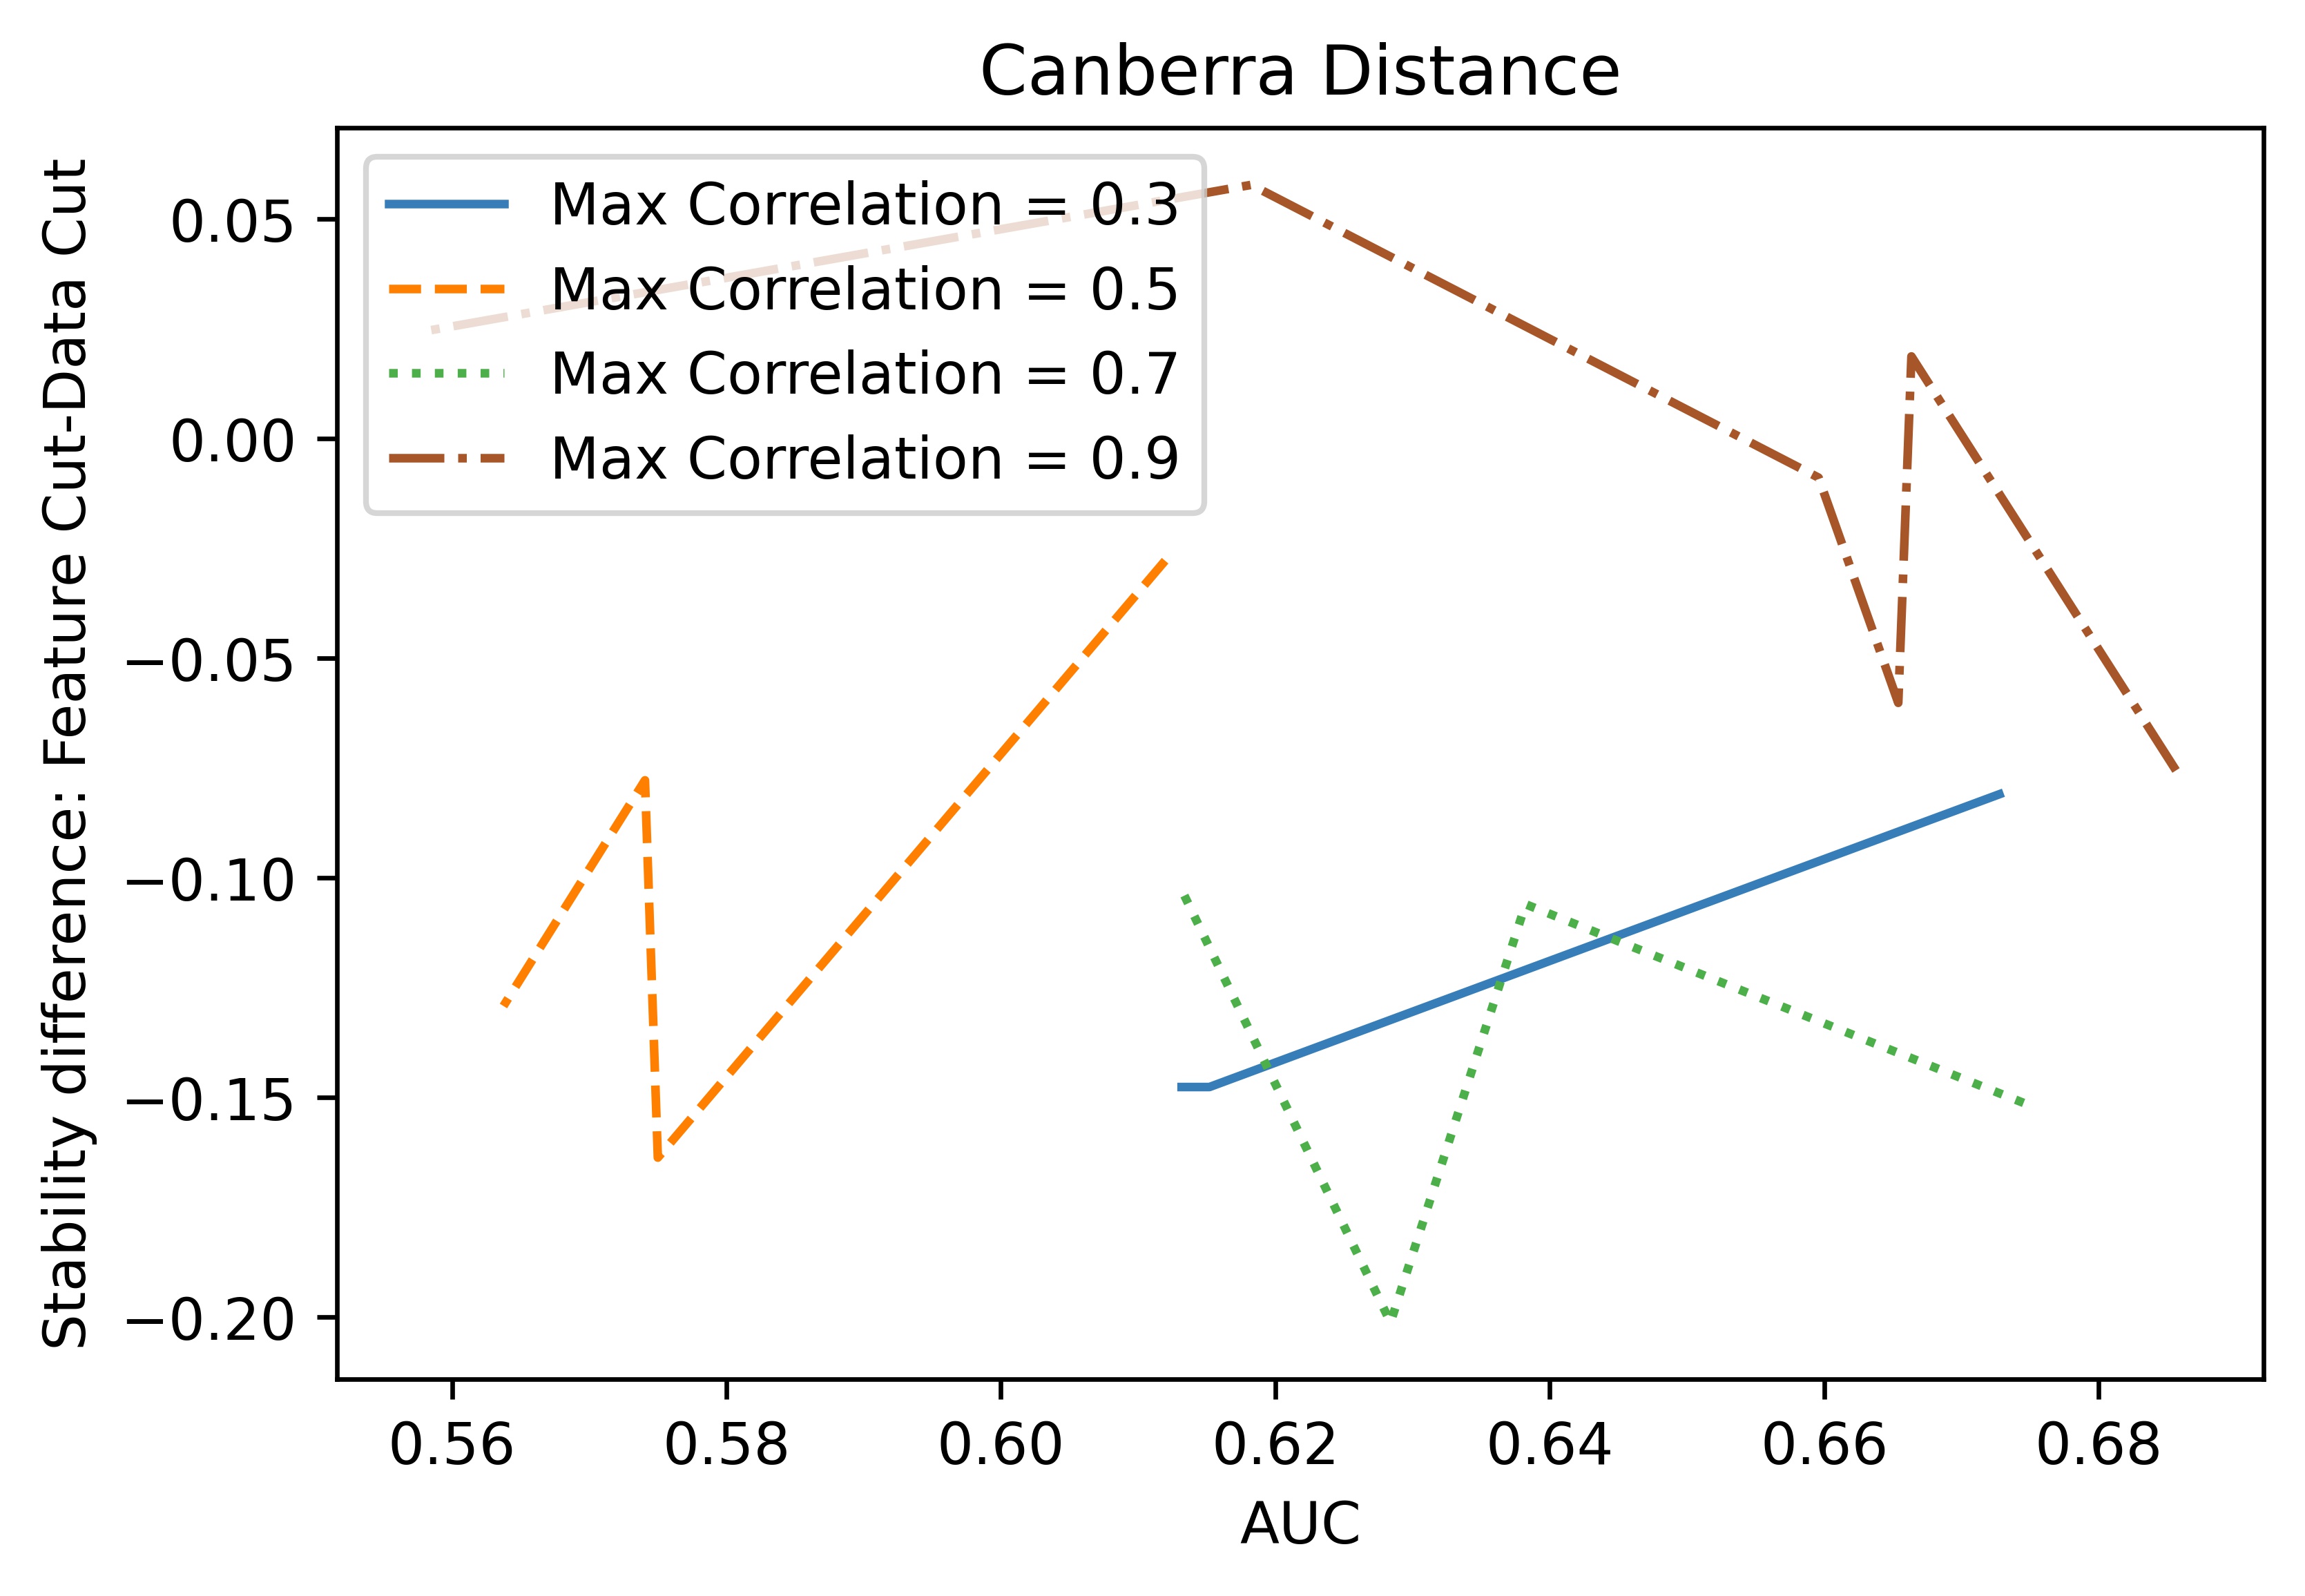 Canberra Distance
Stability difference: Feature Cut-Data Cut
0.05
0.00
−0.05
−0.10
−0.15
−0.20
Max Correlation = 0.3
Max Correlation = 0.5
Max Correlation = 0.7
Max Correlation = 0.9
0.56 0.58 0.60 0.62 0.64 0.66 0.68
AUC